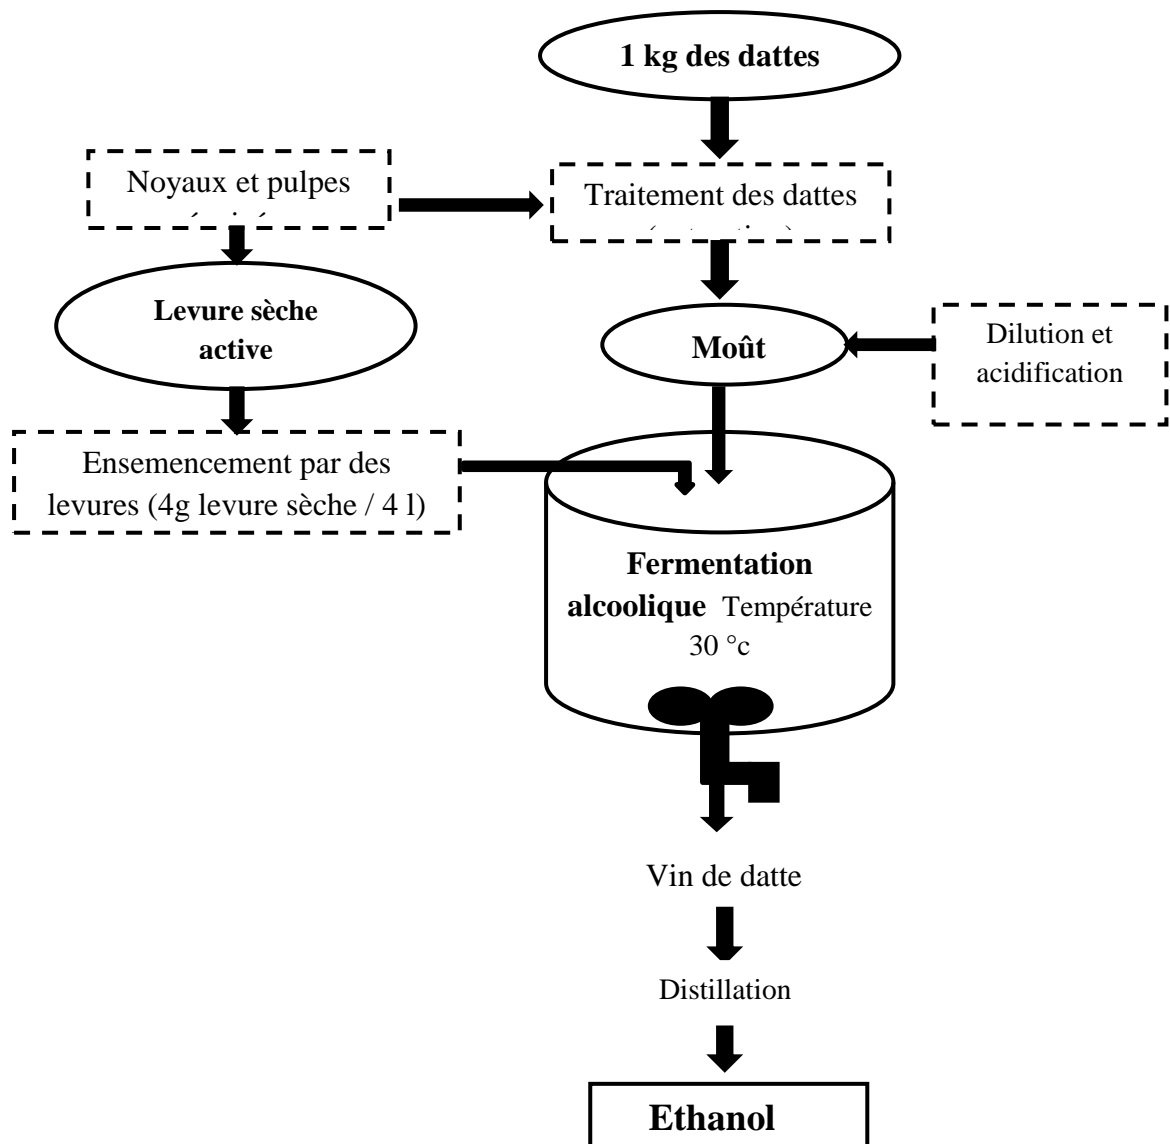 1 kg des dattes
Noyaux et pulpes
Traitement des dattes
Levure sèche
active
Moût
Dilution et
acidification
Ensemencement par des
levures (4g levure sèche / 4 l)
Fermentation
alcoolique Température
30 °c
Vin de datte
Distillation
Ethanol